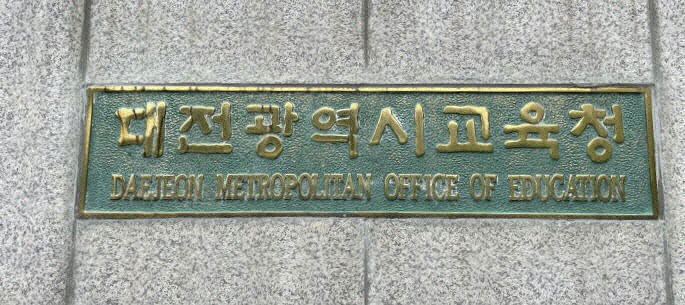 대전광역시교육청
DAEJEON METROPOLITAN OFFICE OF EDUCATION